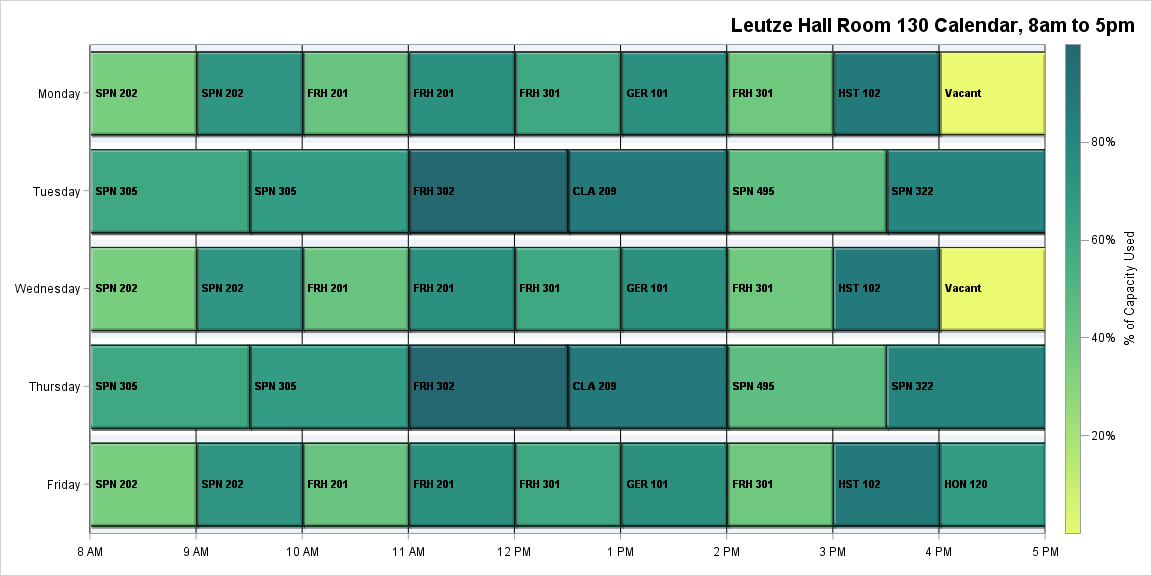 Leutze Hall Room 130 Calendar, 8am to 5pm
Monday
SPN 202
SPN 202
FRH 201
FRH 201
FRH 301
GER 101
FRH 301
HST 102
Vacant
Tuesday
SPN 305
SPN 305
FRH 302
CLA 209
SPN 495
SPN 322
Wednesday
SPN 202
SPN 202
FRH 201
FRH 201
FRH 301
GER 101
FRH 301
HST 102
Vacant
Thursday
SPN 305
SPN 305
FRH 302
CLA 209
SPN 495
SPN 322
Friday
SPN 202
SPN 202
FRH 201
FRH 201
FRH 301
GER 101
FRH 301
HST 102
HON 120
8 AM
9 AM
10 AM
11 AM
12 PM
1 PM
2 PM
3 PM
4 PM
5 PM
80%
60%
40%
20%
% of Capacity Used